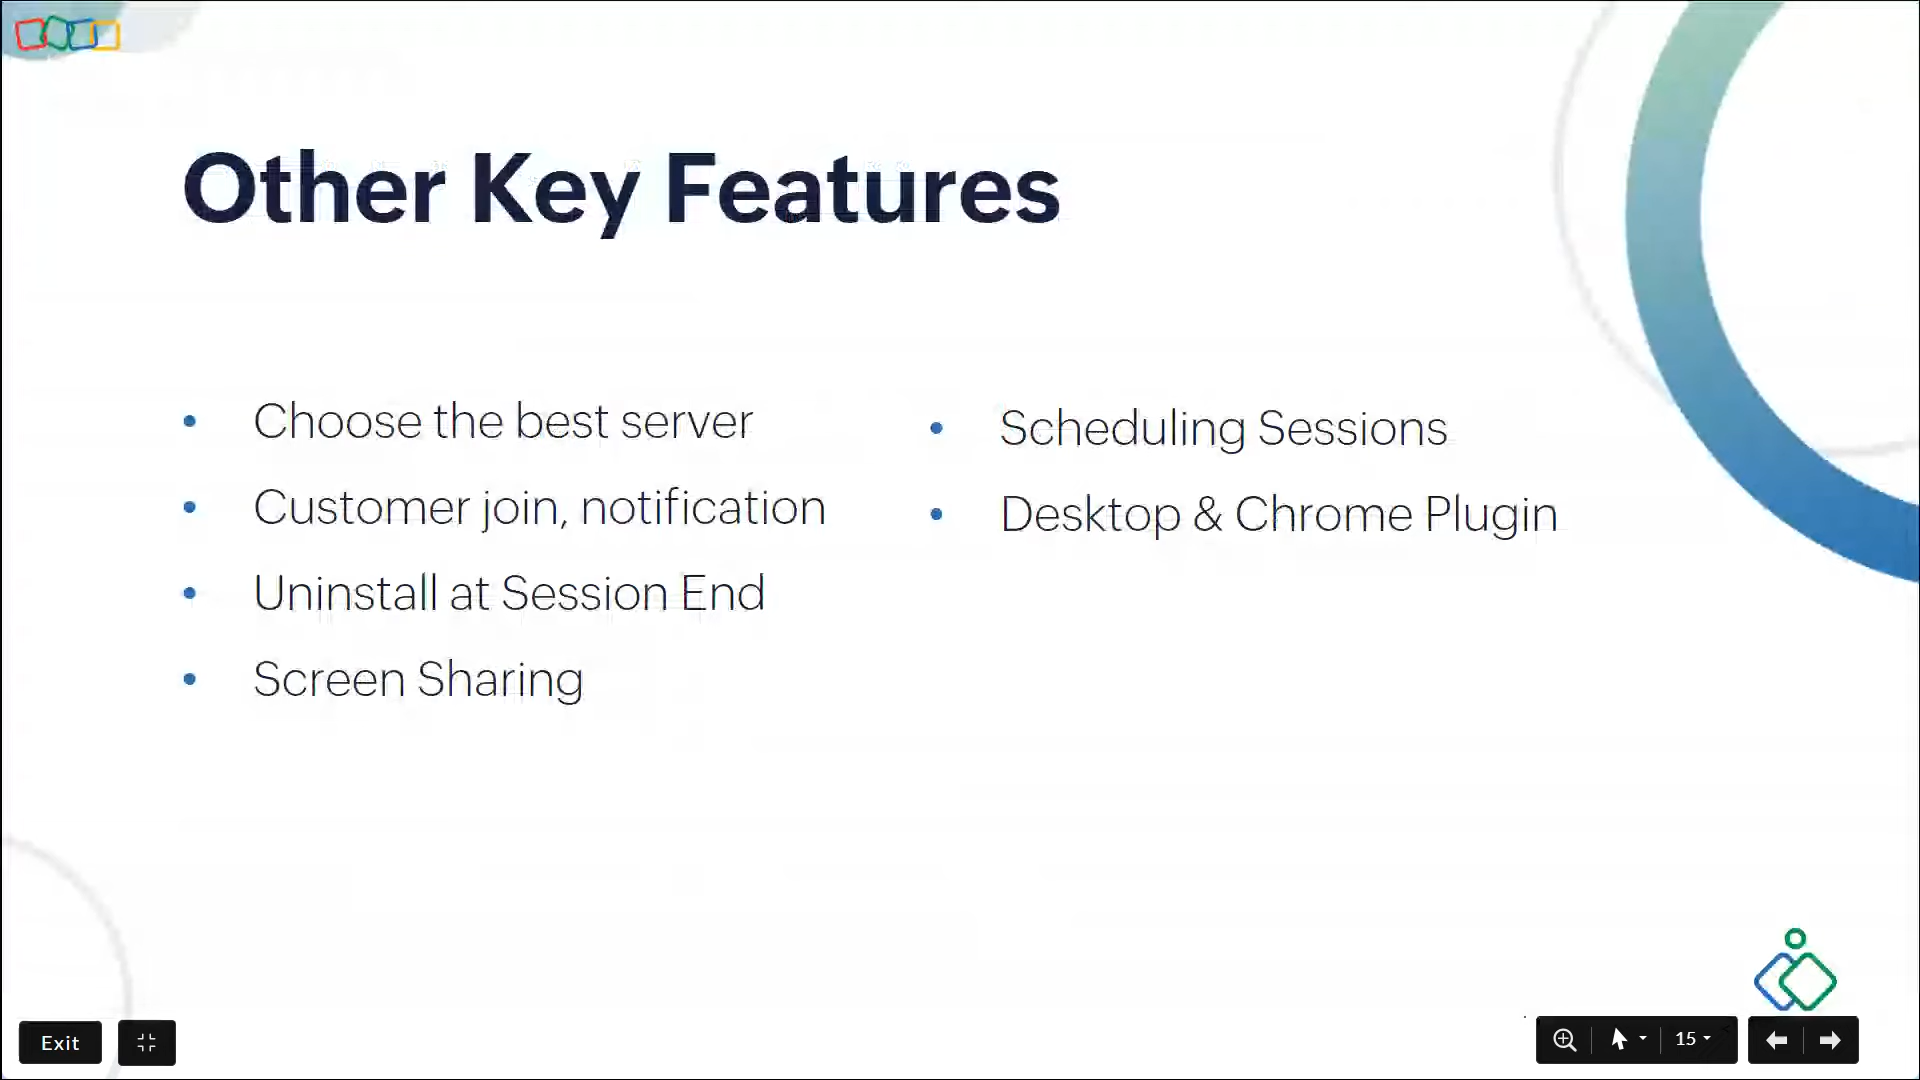 Other Key Features
• Choose the best server
• Customer join, notification
• Uninstall at Session End
• Screen Sharing
• Scheduling Sessions
• Desktop & Chrome Plugin
Exit
15